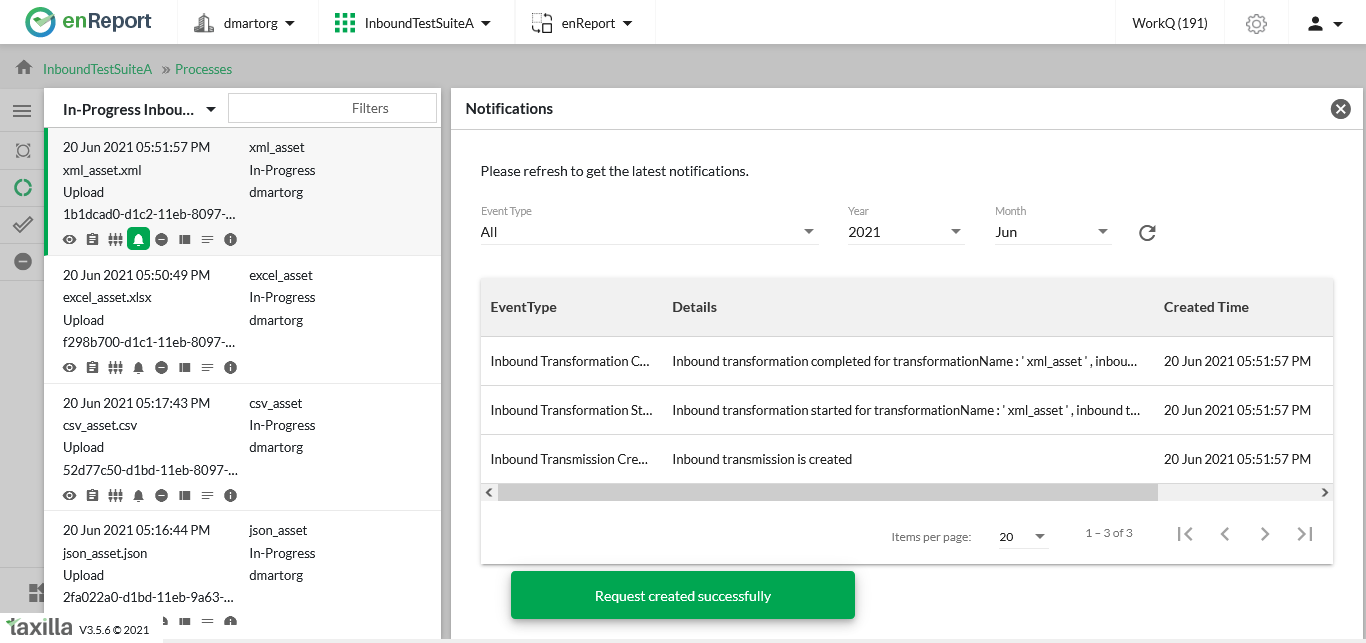 enReport
dmartorg
InboundTestSuiteA
enReport
WorkQ (191)
InboundTestSuiteA » Processes
In-Progress Inbou...
Filters
20 Jun 2021 05:51:57 PM xml_asset
xml_asset.xml In-Progress
Upload dmartorg
1b1dcad0-d1c2-11eb-8097-...
20 Jun 2021 05:50:49 PM excel_asset
excel_asset.xlsx In-Progress
Upload dmartorg
f298b700-d1c1-11eb-8097-...
20 Jun 2021 05:17:43 PM csv_asset
csv_asset.csv In-Progress
Upload dmartorg
52d77c50-d1bd-11eb-8097-...
20 Jun 2021 05:16:44 PM json_asset
json_asset.json In-Progress
Upload dmartorg
2fa022a0-d1bd-11eb-9a63-...
taxilla V3.5.6 © 2021
Notifications
Please refresh to get the latest notifications.
Event Type Year Month
All 2021 Jun
EventType Details Created Time
Inbound Transformation C... Inbound transformation completed for transformationName : ' xml_asset ' , inbou... 20 Jun 2021 05:51:57 PM
Inbound Transformation St... Inbound transformation started for transformationName : ' xml_asset ' , inbound t... 20 Jun 2021 05:51:57 PM
Inbound Transmission Cre... Inbound transmission is created 20 Jun 2021 05:51:57 PM
Items per page: 20 1 – 3 of 3
Request created successfully